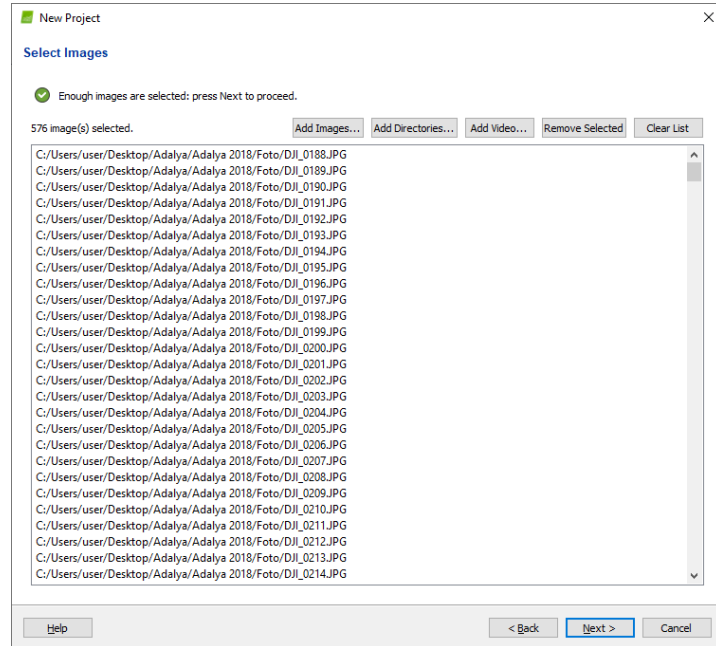 New Project
Select Images
Enough images are selected: press Next to proceed.
576 image(s) selected. Add Images... Add Directories... Add Video... Remove Selected Clear List
C:/Users/user/Desktop/Adalya/Adalya 2018/Foto/DJI_0188.JPG
C:/Users/user/Desktop/Adalya/Adalya 2018/Foto/DJI_0189.JPG
C:/Users/user/Desktop/Adalya/Adalya 2018/Foto/DJI_0190.JPG
C:/Users/user/Desktop/Adalya/Adalya 2018/Foto/DJI_0191.JPG
C:/Users/user/Desktop/Adalya/Adalya 2018/Foto/DJI_0192.JPG
C:/Users/user/Desktop/Adalya/Adalya 2018/Foto/DJI_0193.JPG
C:/Users/user/Desktop/Adalya/Adalya 2018/Foto/DJI_0194.JPG
C:/Users/user/Desktop/Adalya/Adalya 2018/Foto/DJI_0195.JPG
C:/Users/user/Desktop/Adalya/Adalya 2018/Foto/DJI_0196.JPG
C:/Users/user/Desktop/Adalya/Adalya 2018/Foto/DJI_0197.JPG
C:/Users/user/Desktop/Adalya/Adalya 2018/Foto/DJI_0198.JPG
C:/Users/user/Desktop/Adalya/Adalya 2018/Foto/DJI_0199.JPG
C:/Users/user/Desktop/Adalya/Adalya 2018/Foto/DJI_0200.JPG
C:/Users/user/Desktop/Adalya/Adalya 2018/Foto/DJI_0201.JPG
C:/Users/user/Desktop/Adalya/Adalya 2018/Foto/DJI_0202.JPG
C:/Users/user/Desktop/Adalya/Adalya 2018/Foto/DJI_0203.JPG
C:/Users/user/Desktop/Adalya/Adalya 2018/Foto/DJI_0204.JPG
C:/Users/user/Desktop/Adalya/Adalya 2018/Foto/DJI_0205.JPG
C:/Users/user/Desktop/Adalya/Adalya 2018/Foto/DJI_0206.JPG
C:/Users/user/Desktop/Adalya/Adalya 2018/Foto/DJI_0207.JPG
C:/Users/user/Desktop/Adalya/Adalya 2018/Foto/DJI_0208.JPG
C:/Users/user/Desktop/Adalya/Adalya 2018/Foto/DJI_0209.JPG
C:/Users/user/Desktop/Adalya/Adalya 2018/Foto/DJI_0210.JPG
C:/Users/user/Desktop/Adalya/Adalya 2018/Foto/DJI_0211.JPG
C:/Users/user/Desktop/Adalya/Adalya 2018/Foto/DJI_0212.JPG
C:/Users/user/Desktop/Adalya/Adalya 2018/Foto/DJI_0213.JPG
C:/Users/user/Desktop/Adalya/Adalya 2018/Foto/DJI_0214.JPG
Help < Back Next > Cancel